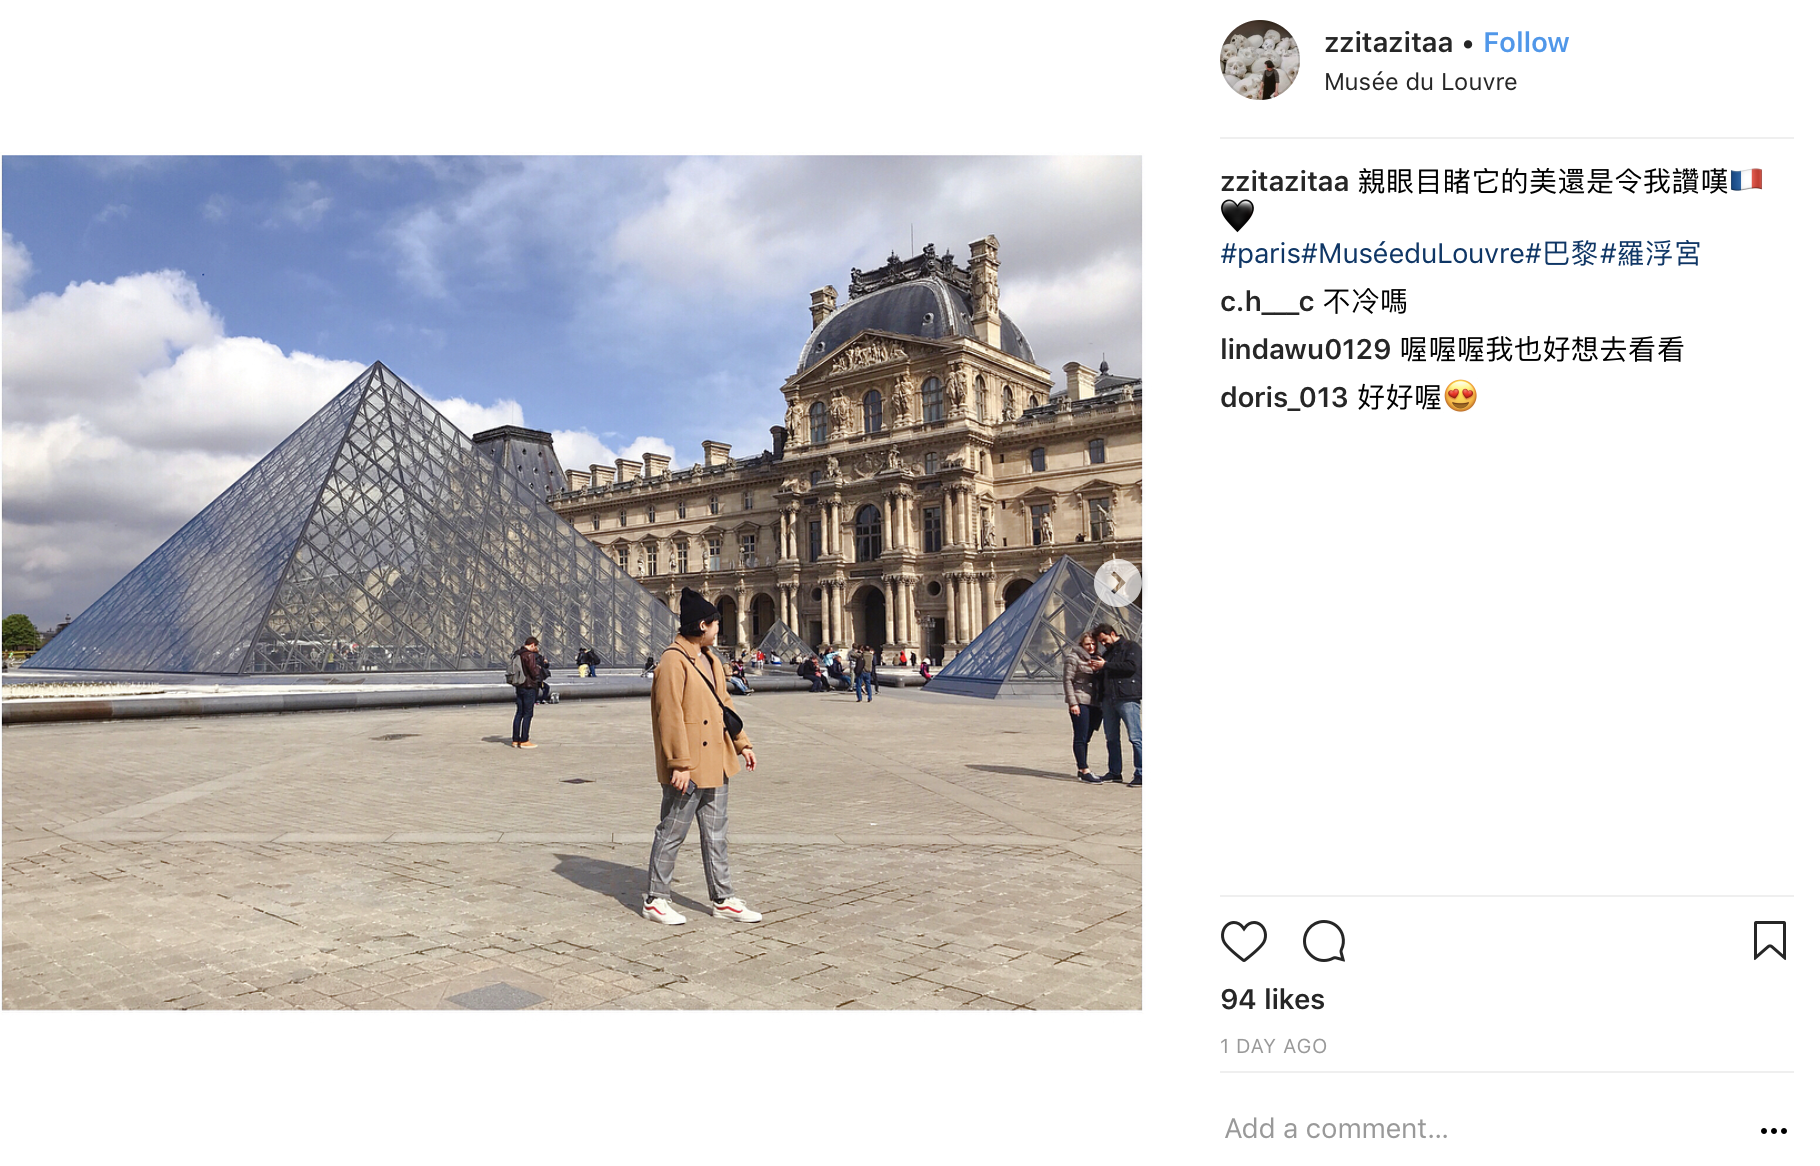 zzitazitaa • Follow
Musée du Louvre
zzitazitaa 親眼目睹它的美還是令我讚嘆🇫🇷
🖤
#paris#MuséeduLouvre#巴黎#羅浮宮
c.h___c 不冷嗎
lindawu0129 喔喔喔我也好想去看看
doris_013 好好喔😍
94 likes
1 DAY AGO
Add a comment...